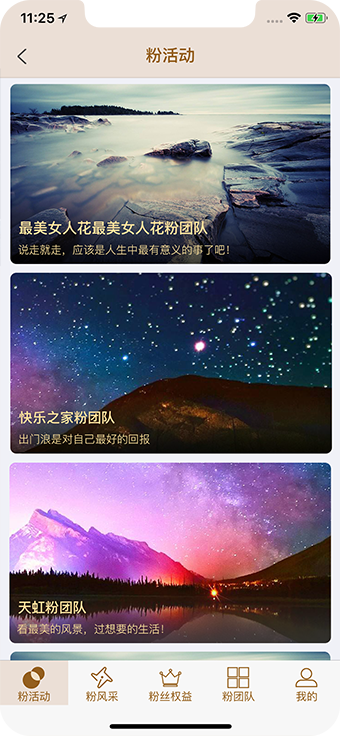 11:25
粉活动
最美女人花最美女人花粉团队
说走就走，应该是人生中最有意义的事了吧！
快乐之家粉团队
出门浪是对自己最好的回报
天虹粉团队
看最美的风景，过想要的生活！
粉活动
粉风采
粉丝权益
粉团队
我的